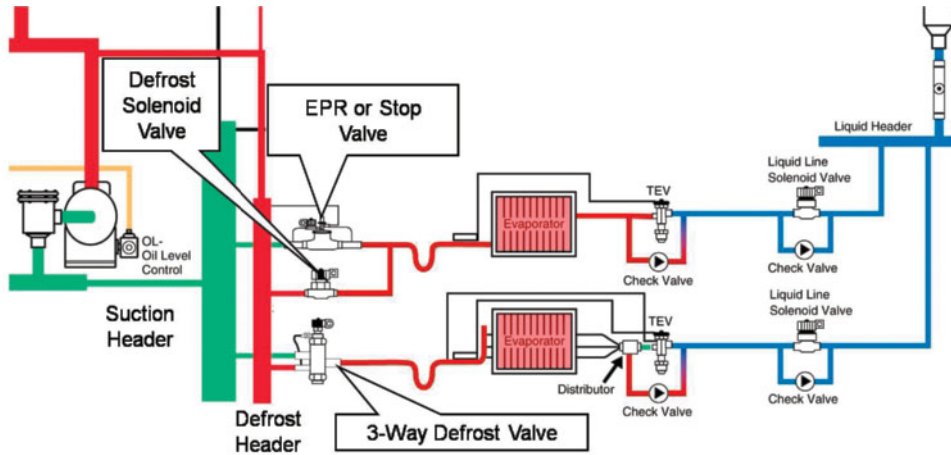 Defrost
Solenoid
Valve
EPR or Stop
Valve
Liquid Header
Liquid Line
Solenoid Valve
TEV
Evaporator
OL-
Oil Level
Control
Check Valve
Check Valve
Suction
Header
Liquid Line
Solenoid Valve
TEV
Evaporator
Distributor
Check Valve
Check Valve
Defrost
Header
3-Way Defrost Valve